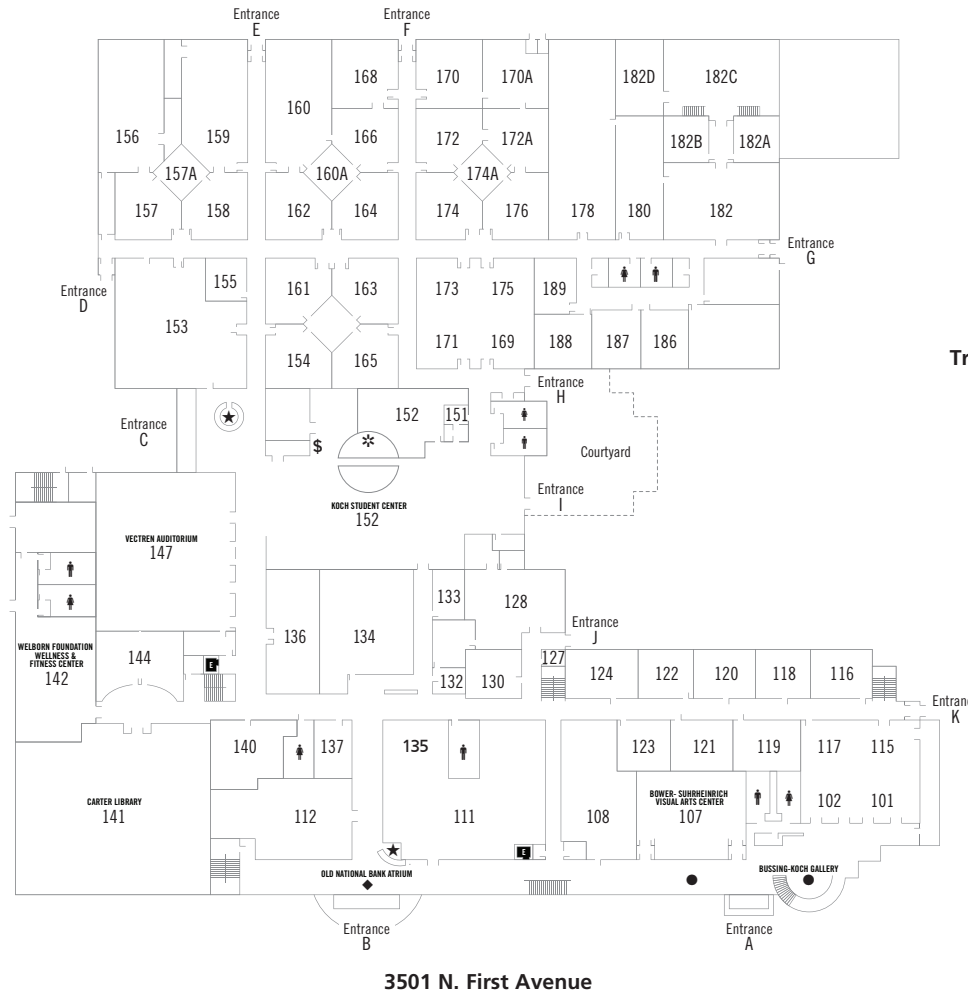 Entrance
E
Entrance
F
168
170
170A
182D
182C
160
156
159
166
172
172A
182B
182A
157A
160A
174A
157
158
162
164
174
176
178
180
182
Entrance
G
Entrance
D
155
161
163
173
175
189
153
154
165
171
169
188
187
186
Tr
Entrance
H
Entrance
C
152
151
$
Courtyard
Entrance
I
KOCH STUDENT CENTER
152
VECTREN AUDITORIUM
147
133
128
136
134
Entrance
J
WELBORN FOUNDATION
WELLNESS &
FITNESS CENTER
142
144
E
127
132
130
124
122
120
118
116
Entrance
K
140
137
135
123
121
119
117
115
CARTER LIBRARY
141
112
111
108
BOWER- SUHRHEINRICH
VISUAL ARTS CENTER
107
102
101
E
OLD NATIONAL BANK ATRIUM
BUSSING-KOCH GALLERY
Entrance
B
Entrance
A
3501 N. First Avenue